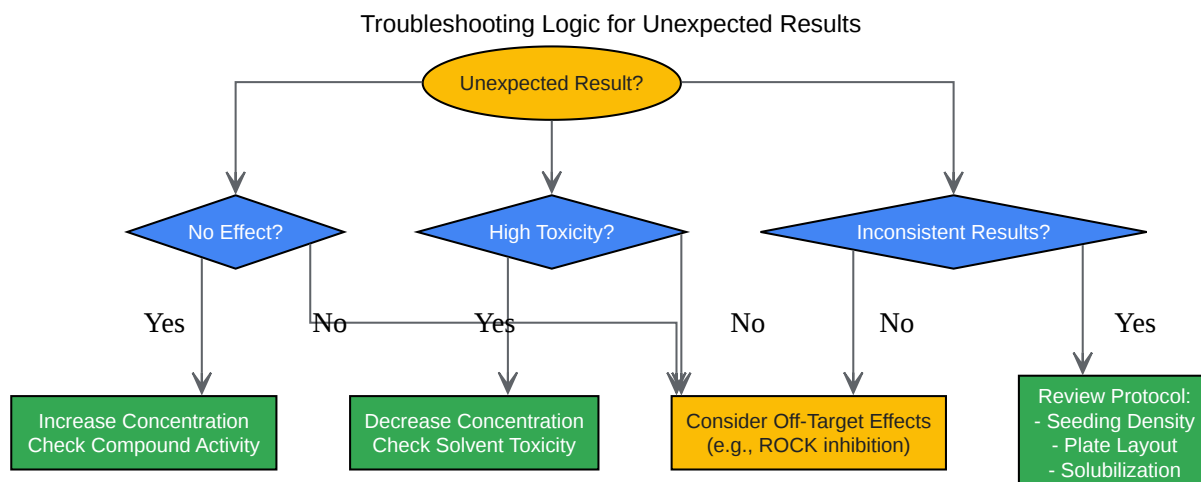 Troubleshooting Logic for Unexpected Results
Unexpected Result?
No Effect?
High Toxicity?
Inconsistent Results?
Yes
No
Yes
No
No
Yes
Increase Concentration
Check Compound Activity
Decrease Concentration
Check Solvent Toxicity
Consider Off-Target Effects
(e.g., ROCK inhibition)
Review Protocol:
- Seeding Density
- Plate Layout
- Solubilization